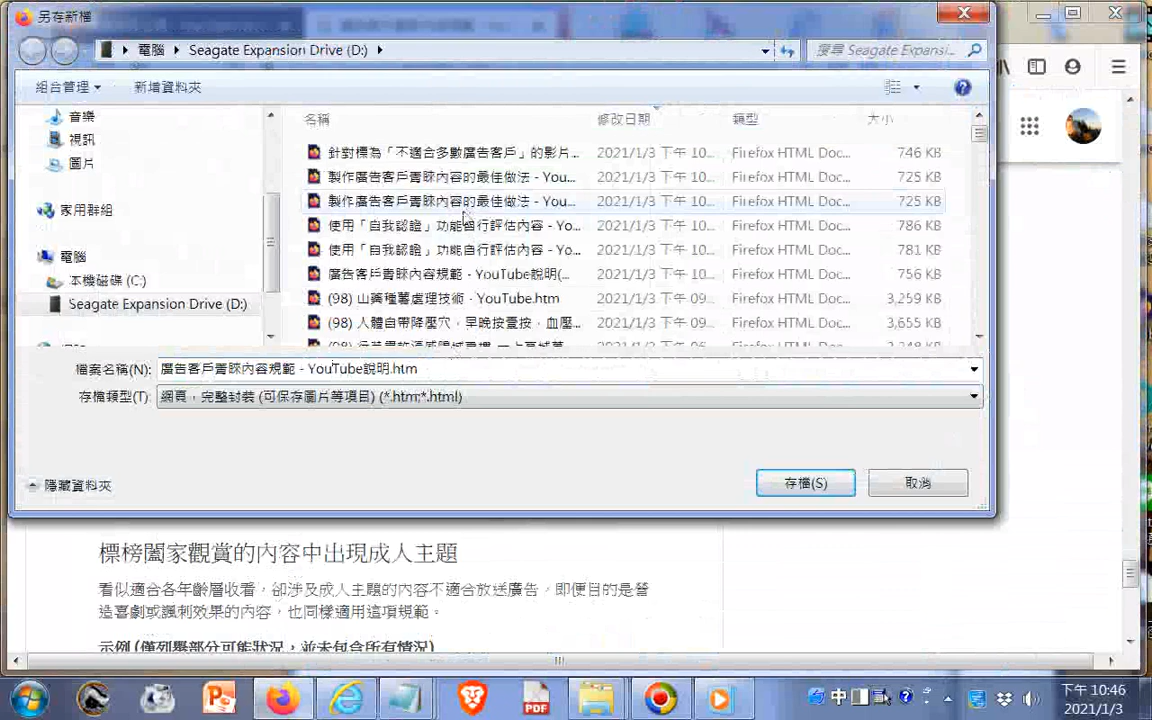 另存新檔
電腦 Seagate Expansion Drive (D:)
搜尋 Seagate Expansi...
組合管理 新增資料夾
音樂
視訊
圖片
家用群組
電腦
本機磁碟 (C:)
Seagate Expansion Drive (D:)
名稱 修改日期 類型 大小
針對標為「不適合多數廣告客戶」的影片... 2021/1/3 下午 10... Firefox HTML Doc... 746 KB
製作廣告客戶青睞內容的最佳做法 - You... 2021/1/3 下午 10... Firefox HTML Doc... 725 KB
製作廣告客戶青睞內容的最佳做法 - You... 2021/1/3 下午 10... Firefox HTML Doc... 725 KB
使用「自我認證」功能自行評估內容 - Yo... 2021/1/3 下午 10... Firefox HTML Doc... 786 KB
使用「自我認證」功能自行評估內容 - Yo... 2021/1/3 下午 10... Firefox HTML Doc... 781 KB
廣告客戶青睞內容規範 - YouTube說明(... 2021/1/3 下午 10... Firefox HTML Doc... 756 KB
(98) 山藥種薯處理技術 - YouTube.htm 2021/1/3 下午 09... Firefox HTML Doc... 3,259 KB
(98) 人體自帶降壓穴，早晚按壹按，血壓... 2021/1/3 下午 09... Firefox HTML Doc... 3,655 KB
檔案名稱(N): 廣告客戶青睞內容規範 - YouTube說明.htm
存檔類型(T): 網頁，完整封裝 (可保存圖片等項目) (*.htm;*.html)
隱藏資料夾
存檔(S) 取消
標榜闔家觀賞的內容中出現成人主題
看似適合各年齡層收看，卻涉及成人主題的內容不適合放送廣告，即便目的是營
造喜劇或諷刺效果的內容，也同樣適用這項規範。
示例 (僅列舉部分可能狀況，並未包含所有情況)
PDF
中
下午 10:46
2021/1/3